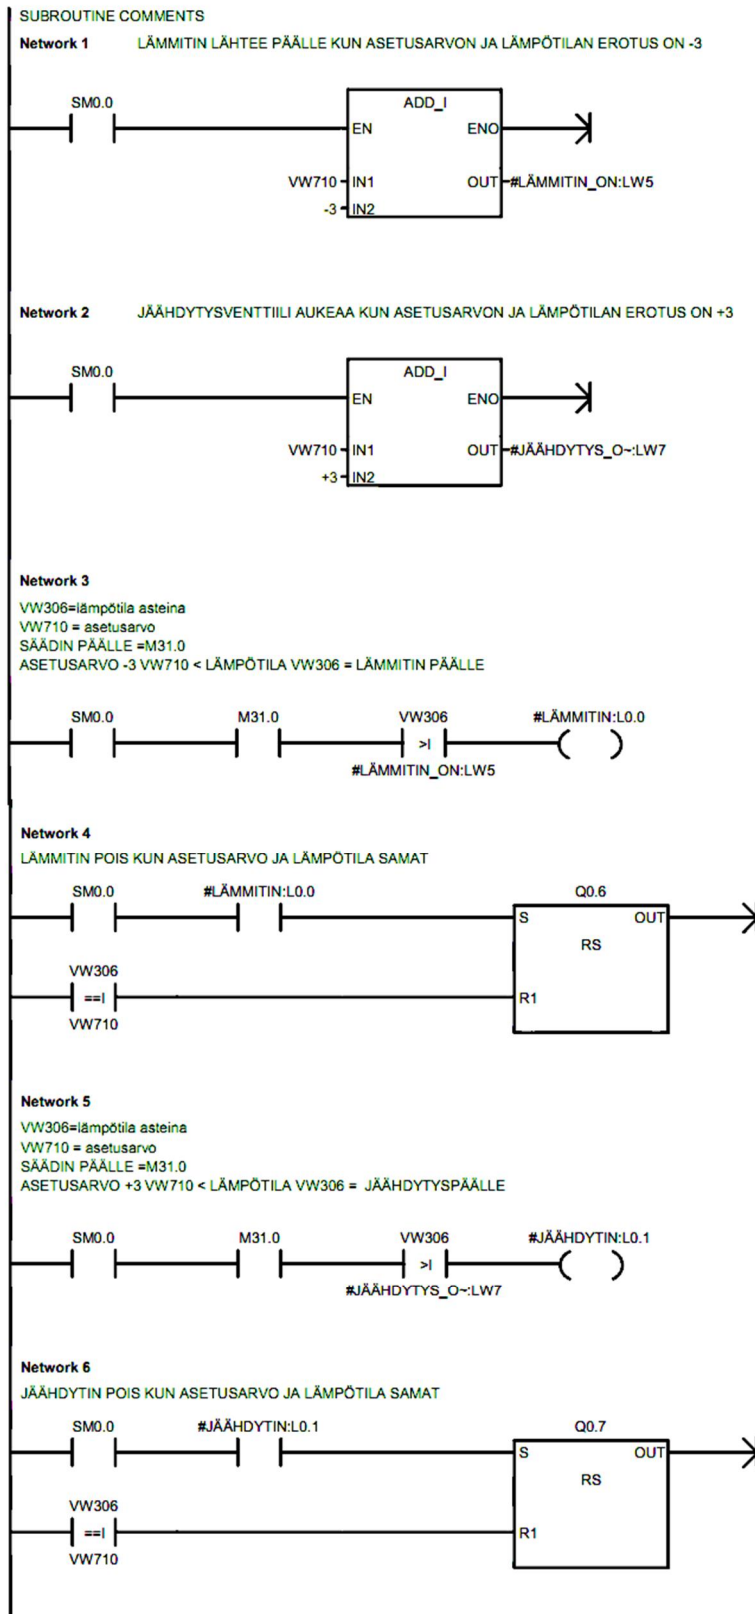 SUBROUTINE COMMENTS
Network 1 LÄMMITIN LÄHTEE PÄÄLLE KUN ASETUSARVON JA LÄMPÖTILAN EROTUS ON -3
SM0.0 ADD_I
EN ENO
VW710 IN1 OUT #LÄMMITIN_ON:LW5
-3 IN2
Network 2 JÄÄHDYTYSVENTTIILI AUKEAA KUN ASETUSARVON JA LÄMPÖTILAN EROTUS ON +3
SM0.0 ADD_I
EN ENO
VW710 IN1 OUT #JÄÄHDYTYS_O~:LW7
+3 IN2
Network 3
VW306=lämpötila asteina
VW710 = asetusarvo
SÄÄDIN PÄÄLLE =M31.0
ASETUSARVO -3 VW710 < LÄMPÖTILA VW306 = LÄMMITIN PÄÄLLE
SM0.0 M31.0 VW306 #LÄMMITIN:L0.0
>I
#LÄMMITIN_ON:LW5
Network 4
LÄMMITIN POIS KUN ASETUSARVO JA LÄMPÖTILA SAMAT
SM0.0 #LÄMMITIN:L0.0 Q0.6
S OUT
RS
VW306
==I R1
VW710
Network 5
VW306=lämpötila asteina
VW710 = asetusarvo
SÄÄDIN PÄÄLLE =M31.0
ASETUSARVO +3 VW710 < LÄMPÖTILA VW306 = JÄÄHDYTYSPÄÄLLE
SM0.0 M31.0 VW306 #JÄÄHDYTIN:L0.1
>I
#JÄÄHDYTYS_O~:LW7
Network 6
JÄÄHDYTIN POIS KUN ASETUSARVO JA LÄMPÖTILA SAMAT
SM0.0 #JÄÄHDYTIN:L0.1 Q0.7
S OUT
RS
VW306
==I R1
VW710